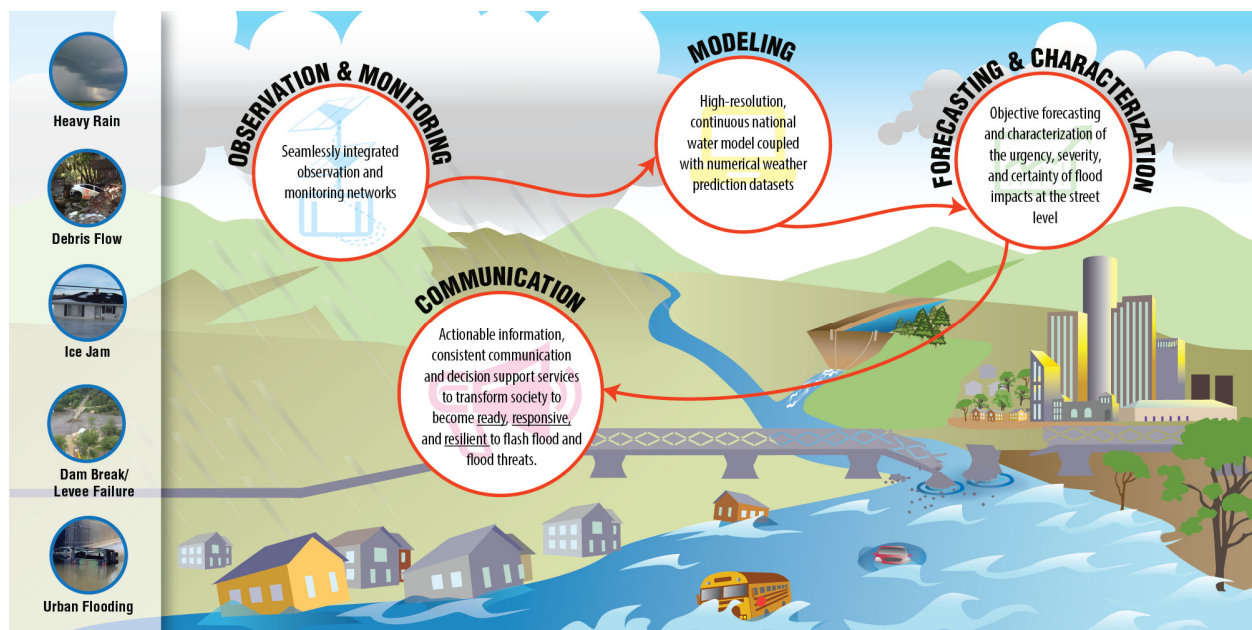 Heavy Rain
Debris Flow
Ice Jam
Dam Break/
Levee Failure
Urban Flooding
OBSERVATION & MONITORING
Seamlessly integrated
observation and
monitoring networks
MODELING
High-resolution,
continuous national
water model coupled
with numerical weather
prediction datasets
FORECASTING & CHARACTERIZATION
Objective forecasting
and characterization of
the urgency, severity,
and certainty of flood
impacts at the street
level
COMMUNICATION
Actionable information,
consistent communication
and decision support services
to transform society to
become ready, responsive,
and resilient to flash flood and
flood threats.